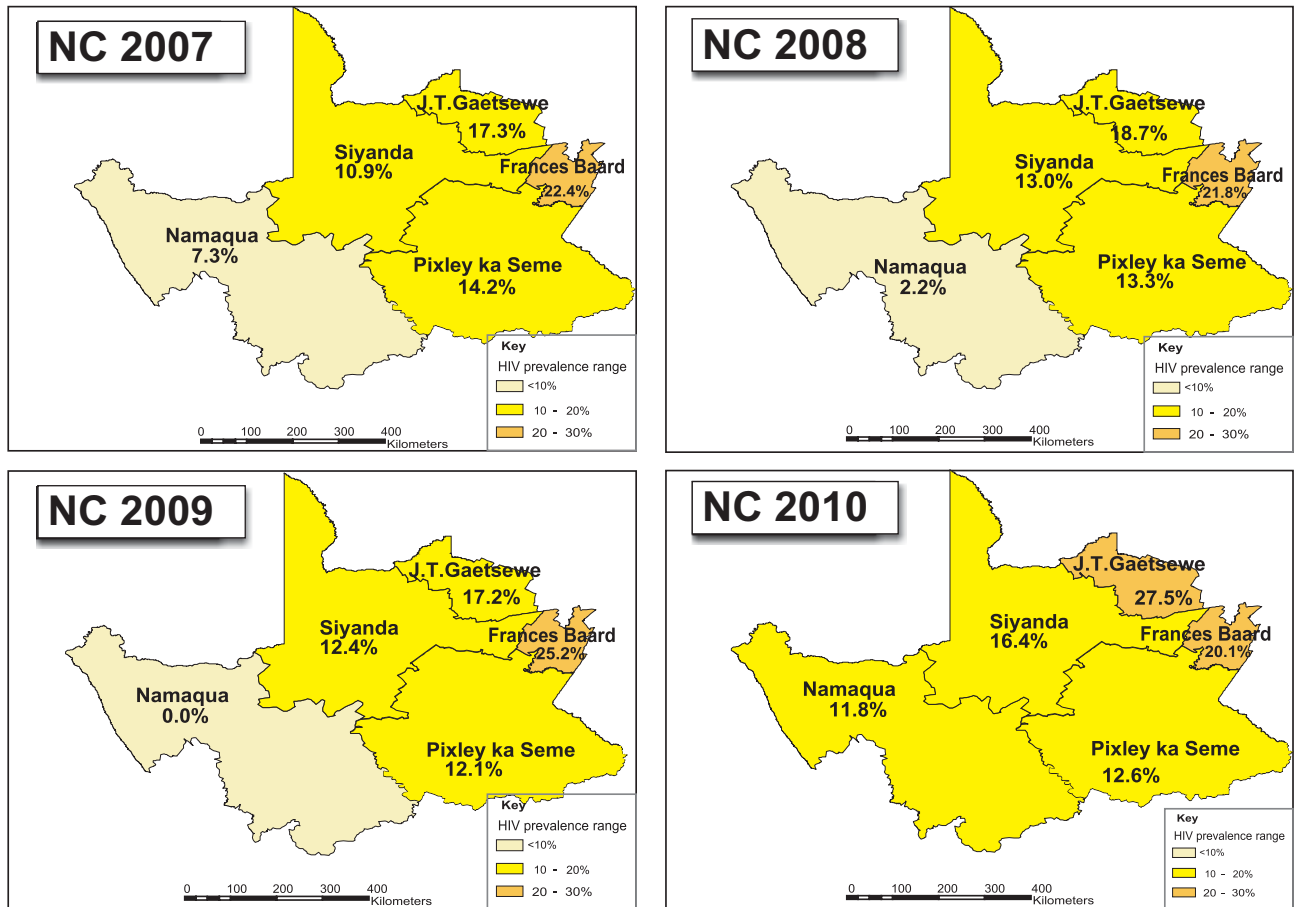 NC 2007
J.T.Gaetsewe
17.3%
Siyanda
10.9%
Frances Baard
22.4%
Namaqua
7.3%
Pixley ka Seme
14.2%
Key
HIV prevalence range
<10%
10 - 20%
20 - 30%
0 100 200 300 400
Kilometers
NC 2008
J.T.Gaetsewe
18.7%
Siyanda
13.0%
Frances Baard
21.8%
Namaqua
2.2%
Pixley ka Seme
13.3%
Key
HIV prevalence range
<10%
10 - 20%
20 - 30%
0 100 200 300 400
Kilometers
NC 2009
J.T.Gaetsewe
17.2%
Siyanda
12.4%
Frances Baard
25.2%
Namaqua
0.0%
Pixley ka Seme
12.1%
Key
HIV prevalence range
<10%
10 - 20%
20 - 30%
0 100 200 300 400
Kilometers
NC 2010
J.T.Gaetsewe
27.5%
Siyanda
16.4%
Frances Baard
20.1%
Namaqua
11.8%
Pixley ka Seme
12.6%
Key
HIV prevalence range
<10%
10 - 20%
20 - 30%
0 100 200 300 400
Kilometers